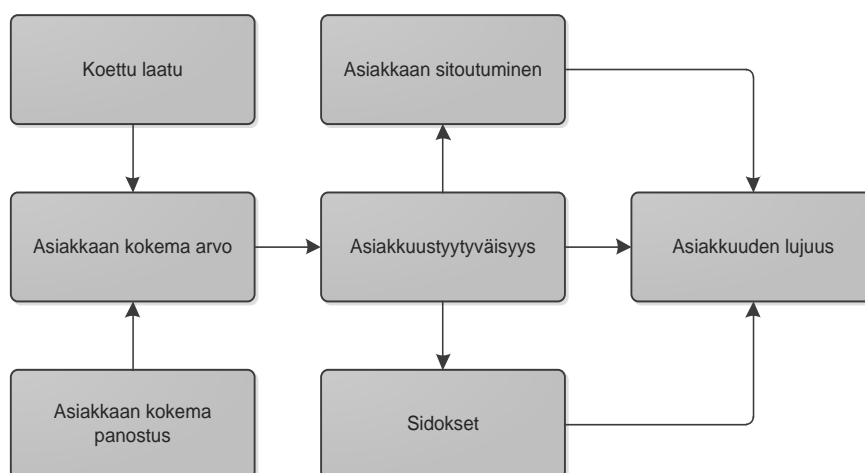 Koettu laatu
Asiakkaan sitoutuminen
Asiakkaan kokema arvo
Asiakkuustyytyväisyys
Asiakkuuden lujuus
Asiakkaan kokema
panostus
Sidokset